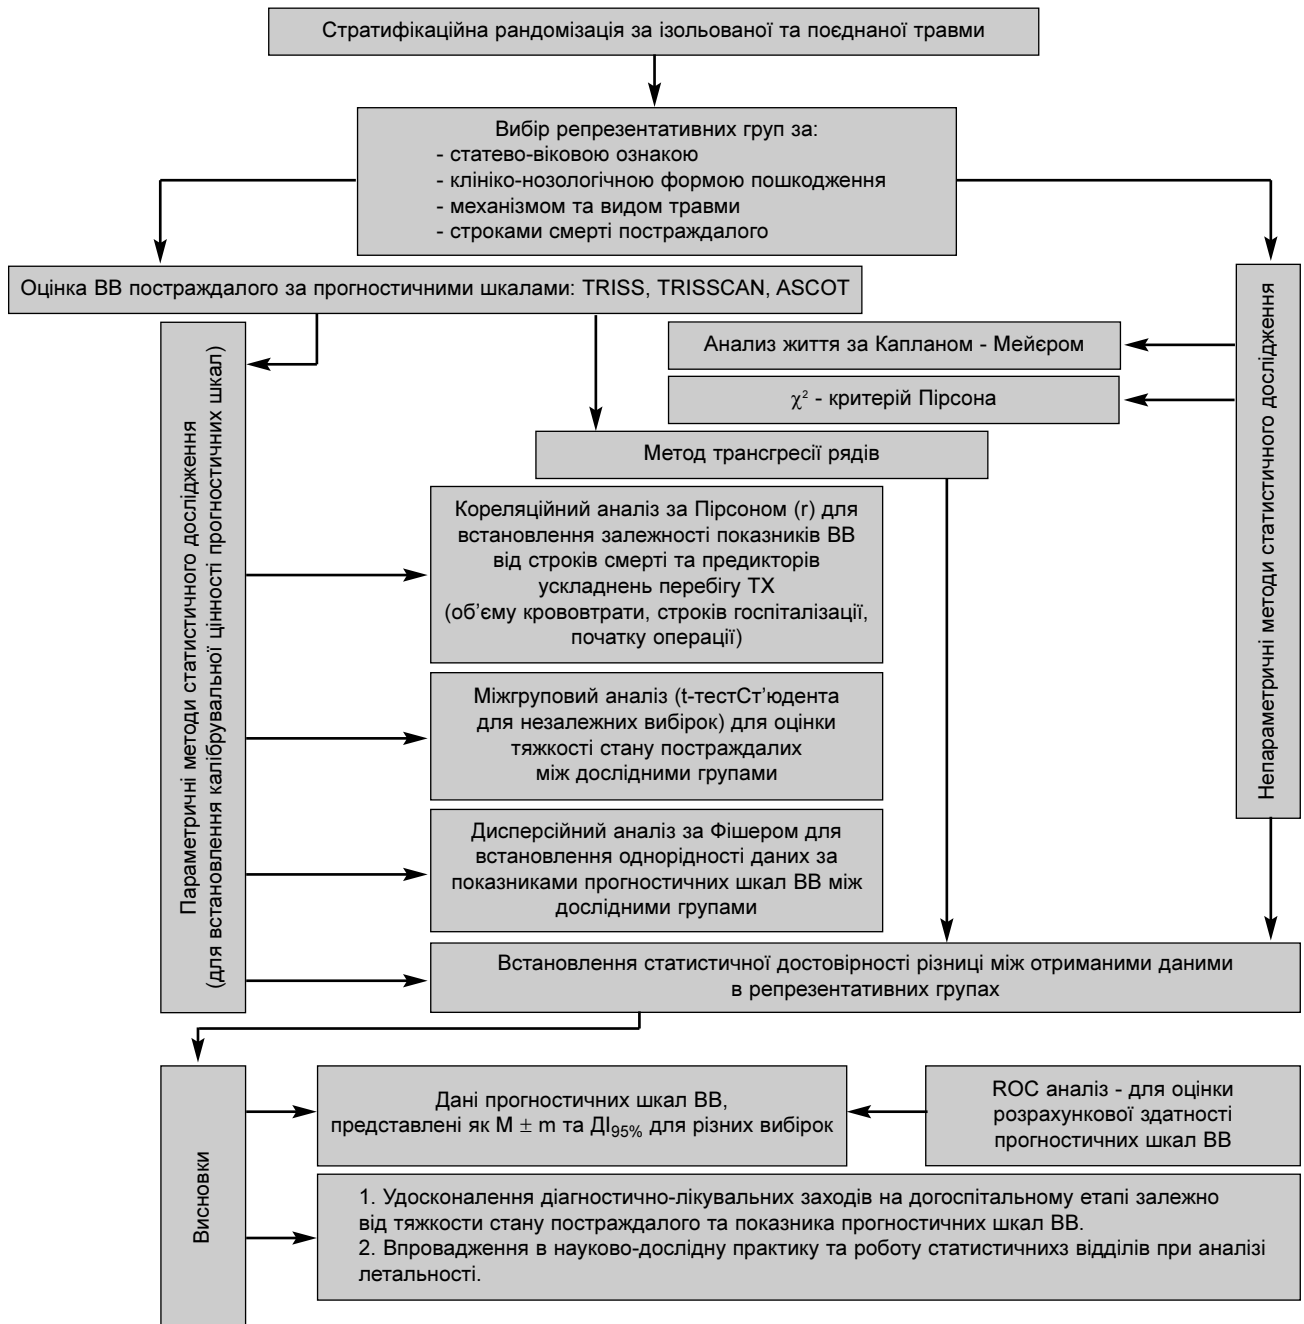 Стратифікаційна рандомізація за ізольованої та поєднаної травми
Вибір репрезентативних груп за:
- статево-віковою ознакою
- клініко-нозологічною формою пошкодження
- механізмом та видом травми
- строками смерті постраждалого
Оцінка ВВ постраждалого за прогностичними шкалами: TRISS, TRISSCAN, ASCOT
Параметричні методи статистичного дослідження
(для встановлення калібрувальної цінності прогностичних шкал)
Непараметричні методи статистичного дослідження
Анализ життя за Капланом - Мейєром
χ² - критерій Пірсона
Метод трансгресії рядів
Кореляційний аналіз за Пірсоном (r) для
встановлення залежності показників ВВ
від строків смерті та предикторів
ускладнень перебігу ТХ
(об’єму крововтрати, строків госпіталізації,
початку операції)
Міжгруповий аналіз (t-тестСт’юдента
для незалежних вибірок) для оцінки
тяжкості стану постраждалих
між дослідними групами
Дисперсійний аналіз за Фішером для
встановлення однорідності даних за
показниками прогностичних шкал ВВ між
дослідними групами
Встановлення статистичної достовірності різниці між отриманими даними
в репрезентативних групах
Висновки
Дані прогностичних шкал ВВ,
представлені як M ± m та ДІ95% для різних вибірок
ROC аналіз - для оцінки
розрахункової здатності
прогностичних шкал ВВ
1. Удосконалення діагностично-лікувальних заходів на догоспітальному етапі залежно
від тяжкости стану постраждалого та показника прогностичних шкал ВВ.
2. Впровадження в науково-дослідну практику та роботу статистичнихз відділів при аналізі
летальності.